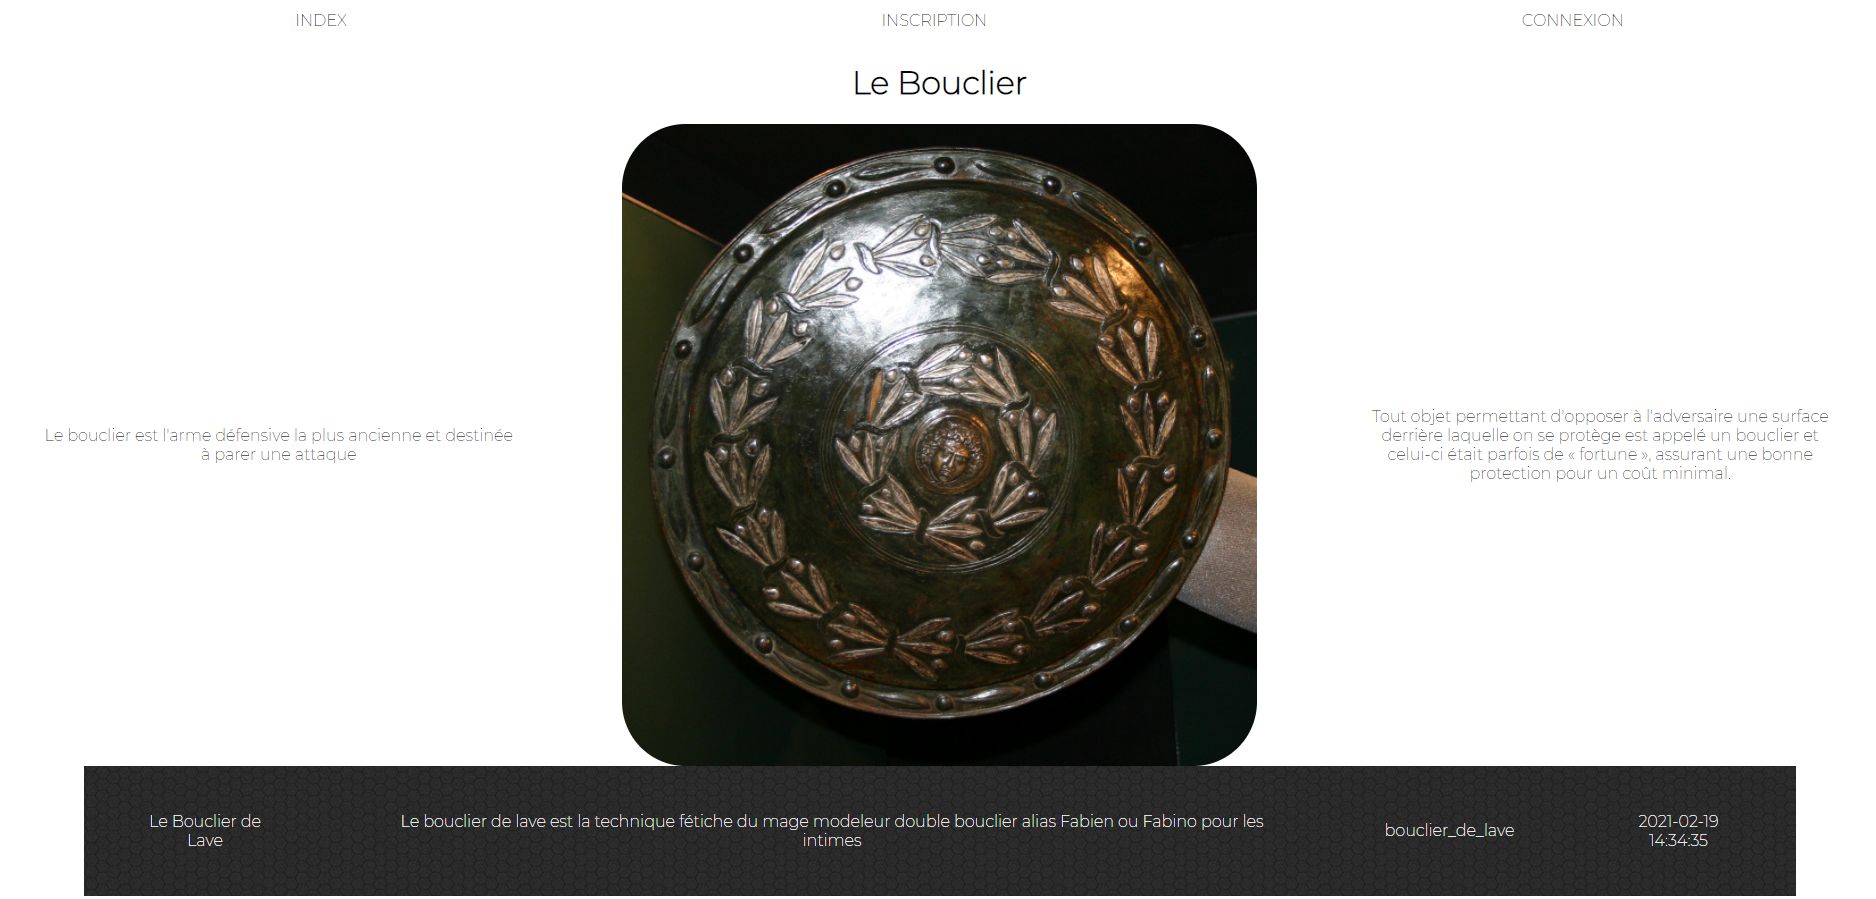 INDEX
INSCRIPTION
CONNEXION
Le Bouclier
Le bouclier est l'arme défensive la plus ancienne et destinée
à parer une attaque
Tout objet permettant d'opposer à l'adversaire une surface
derrière laquelle on se protège est appelé un bouclier et
celui-ci était parfois de « fortune », assurant une bonne
protection pour un coût minimal.
Le Bouclier de
Lave
Le bouclier de lave est la technique fétiche du mage modeleur double bouclier alias Fabien ou Fabino pour les
intimes
bouclier_de_lave
2021-02-19
14:34:35